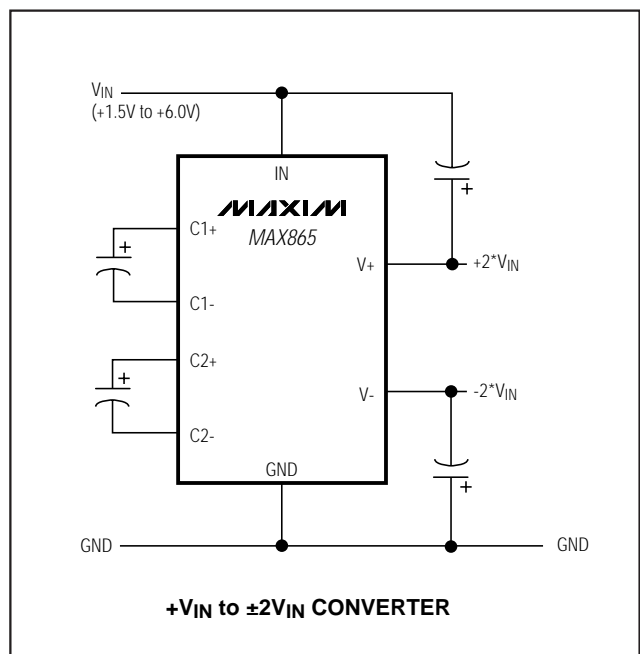 VIN
(+1.5V to +6.0V)
IN
MAXIM
MAX865
C1+
C1-
C2+
C2-
V+
V-
GND
+
+
+
+
+2*VIN
-2*VIN
GND
GND
+VIN to ±2VIN CONVERTER